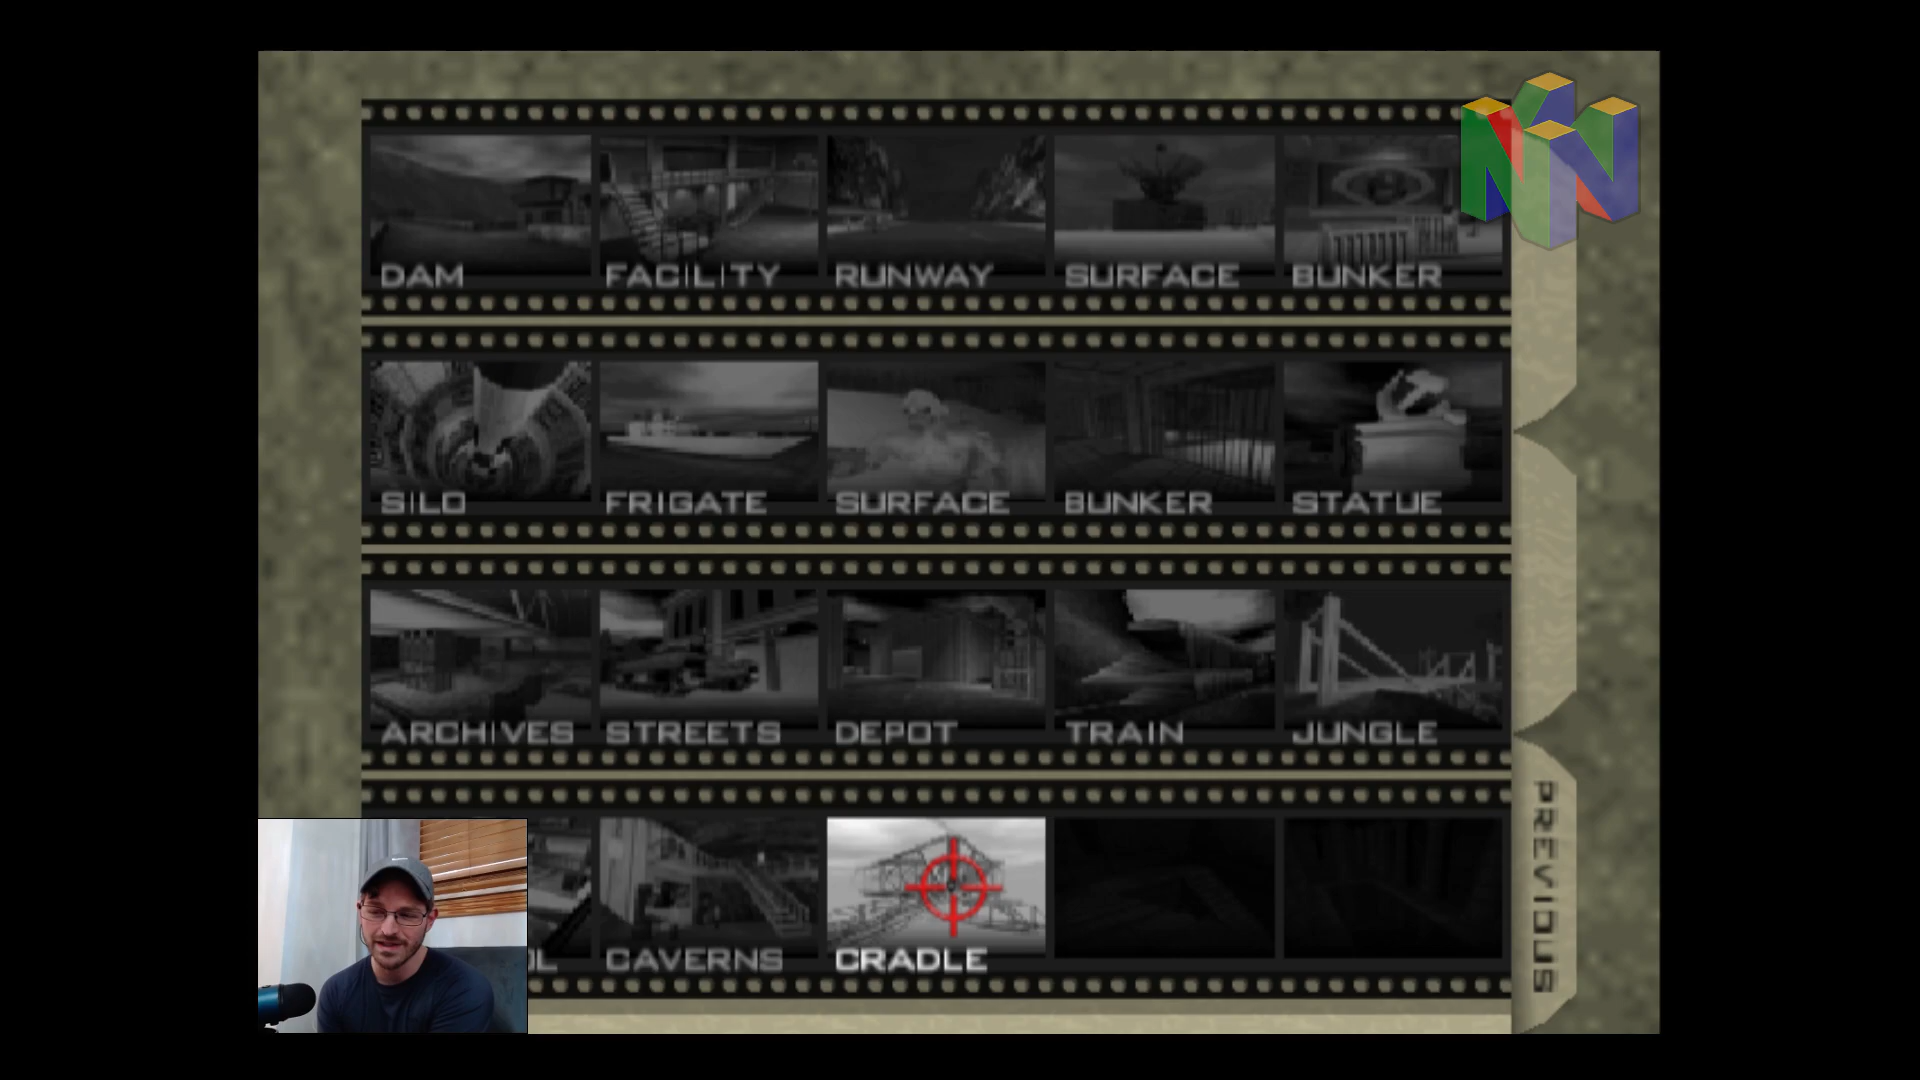 DAM FACILITY RUNWAY SURFACE BUNKER
SILO FRIGATE SURFACE BUNKER STATUE
ARCHIVES STREETS DEPOT TRAIN JUNGLE
CAVERNS CRADLE
PREVIOUS